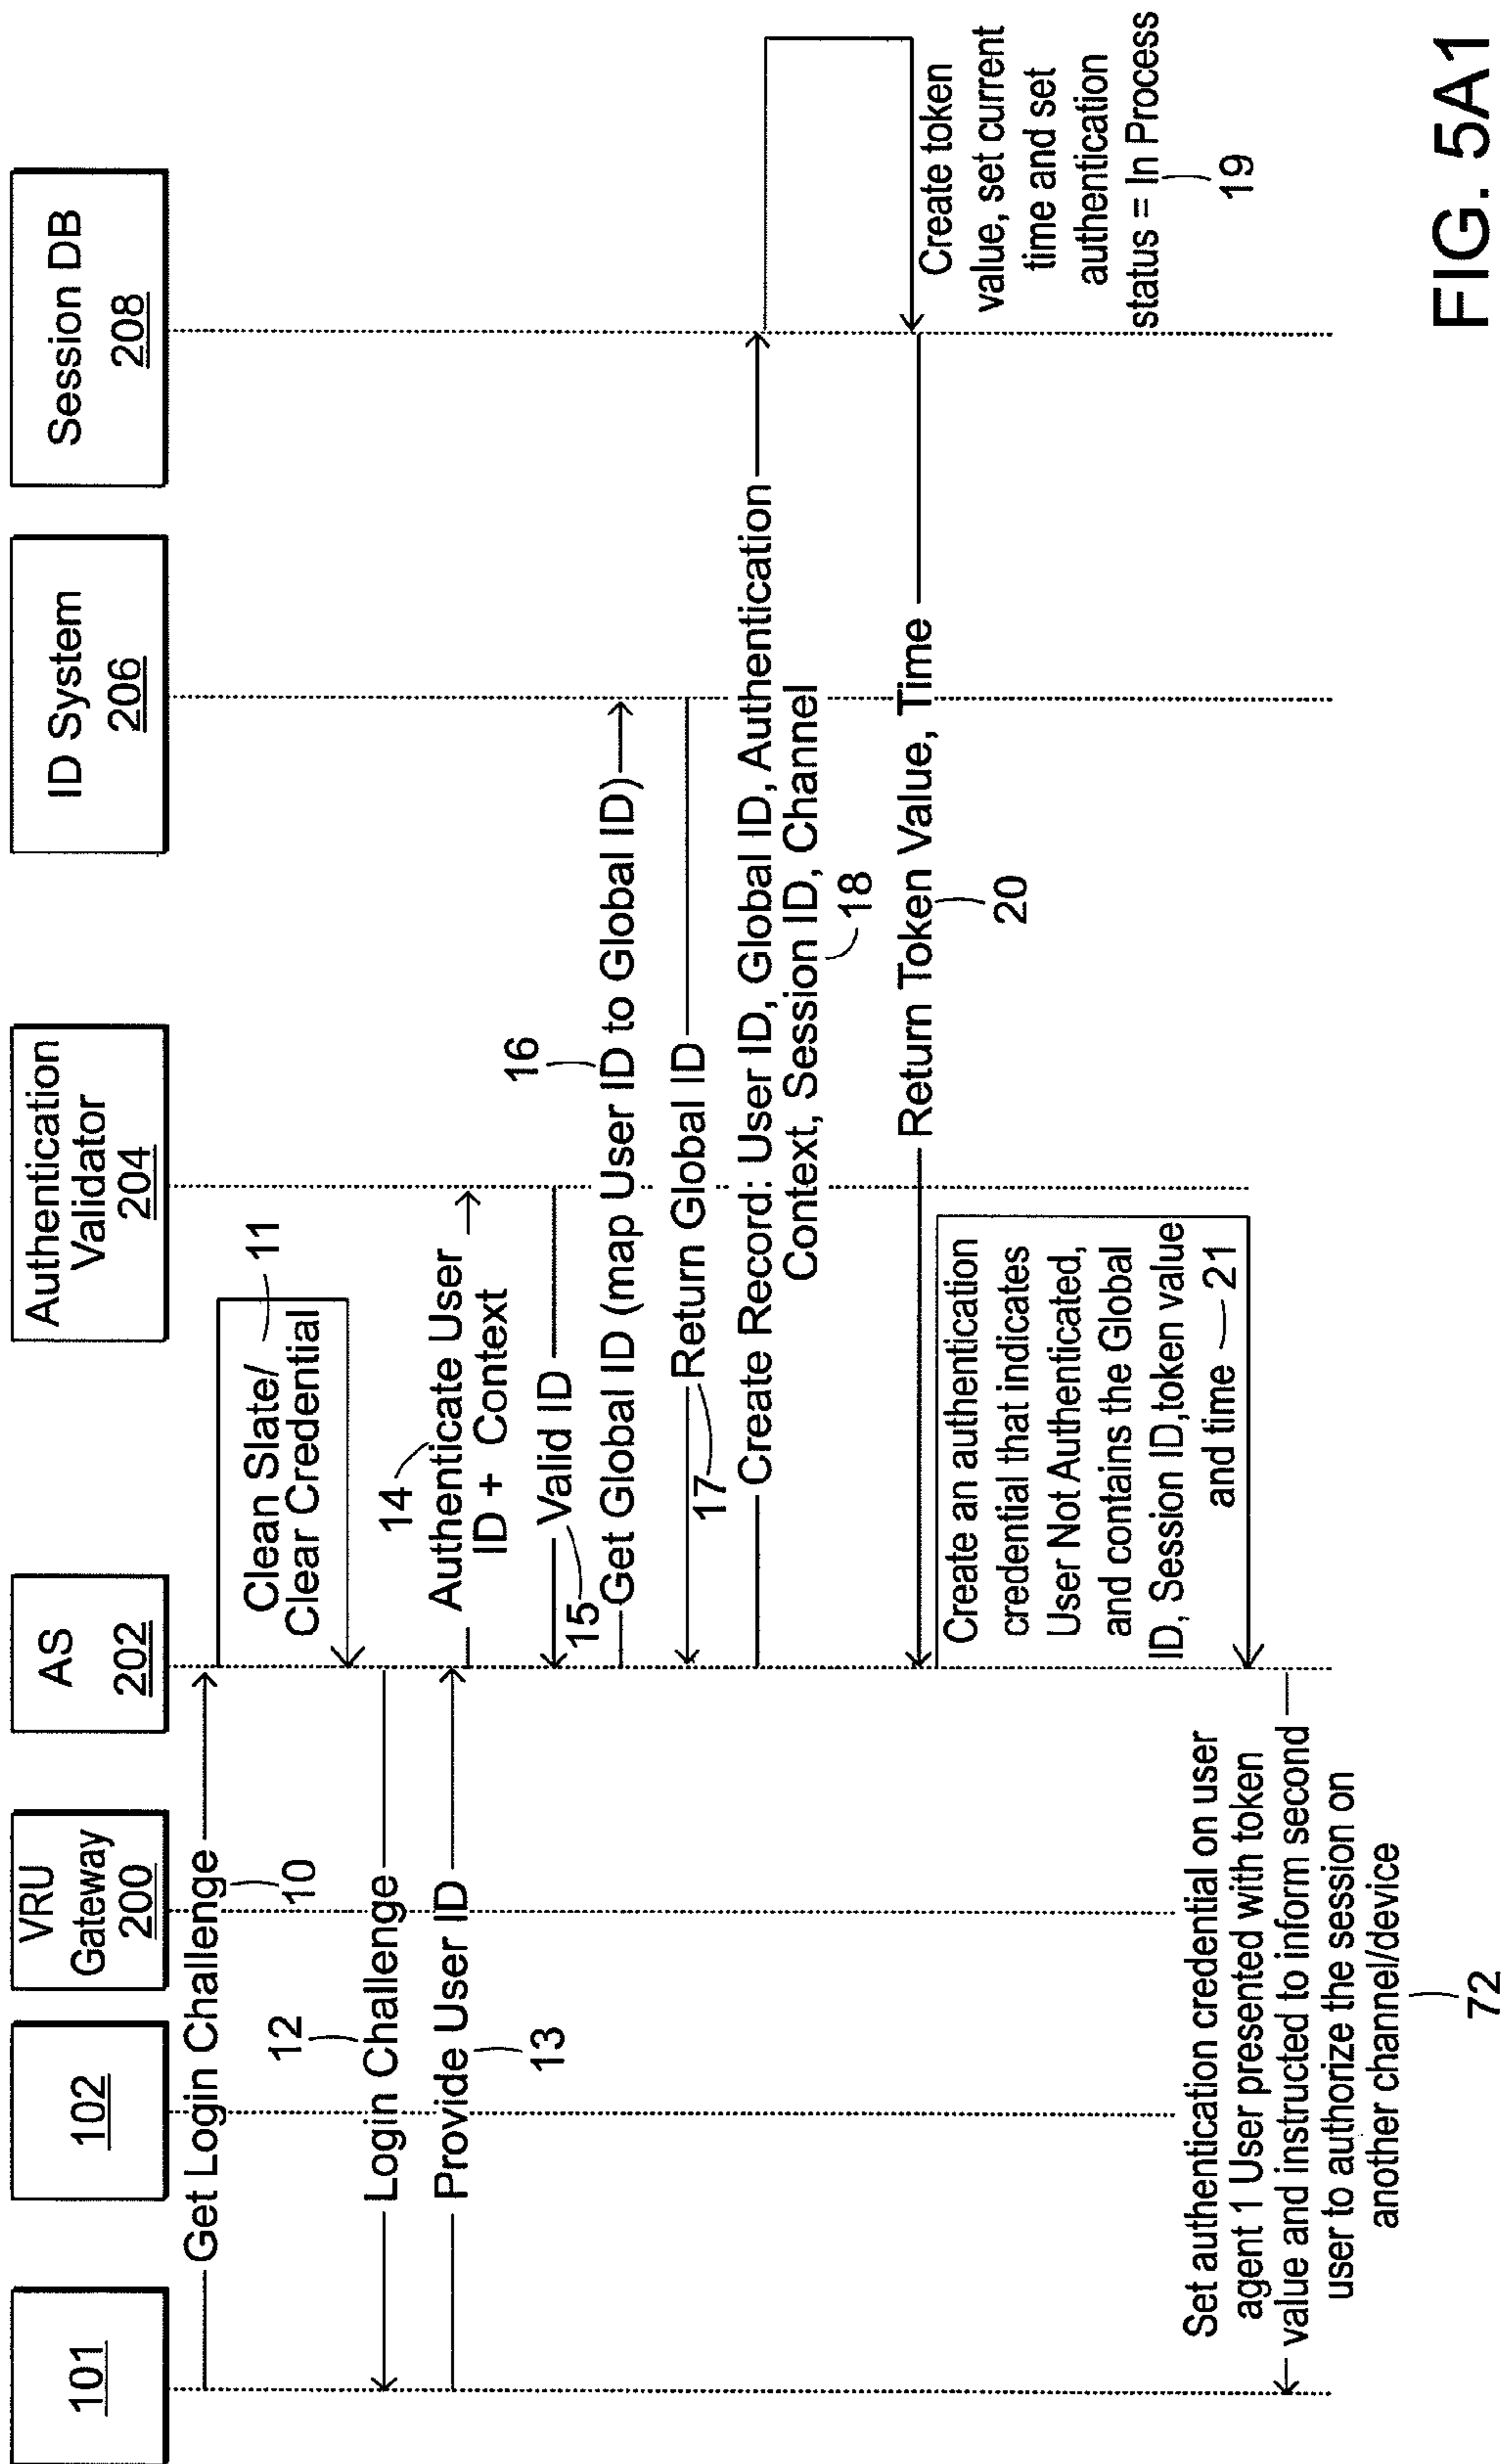 101
102
VRU
Gateway
200
AS
202
Authentication
Validator
204
ID System
206
Session DB
208
Get Login Challenge
10
Clean Slate/
Clear Credential
11
12
Login Challenge
Provide User ID
13
14
Authenticate User
ID + Context
Valid ID
15
16
Get Global ID (map User ID to Global ID)
Return Global ID
17
Create Record: User ID, Global ID, Authentication
Context, Session ID, Channel
18
Create token
value, set current
time and set
authentication
status = In Process
19
Return Token Value, Time
20
Create an authentication
credential that indicates
User Not Authenticated,
and contains the Global
ID, Session ID,token value
and time
21
Set authentication credential on user
agent 1 User presented with token
value and instructed to inform second
user to authorize the session on
another channel/device
72
FIG. 5A1